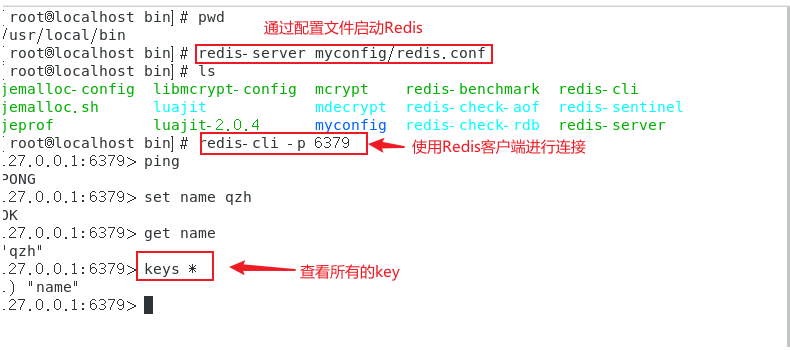 root@localhost bin]# pwd
通过配置文件启动Redis
/usr/local/bin
root@localhost bin]# redis-server myconfig/redis.conf
root@localhost bin]# ls
jemalloc-config libmcrypt-config mcrypt redis-benchmark redis-cli
jemalloc.sh luajit mdecrypt redis-check-aof redis-sentinel
jeprof luajit-2.0.4 myconfig redis-check-rdb redis-server
root@localhost bin]# redis-cli -p 6379
使用Redis客户端进行连接
.27.0.0.1:6379> ping
PONG
.27.0.0.1:6379> set name qzh
OK
.27.0.0.1:6379> get name
"qzh"
.27.0.0.1:6379> keys *
查看所有的key
.) "name"
.27.0.0.1:6379>